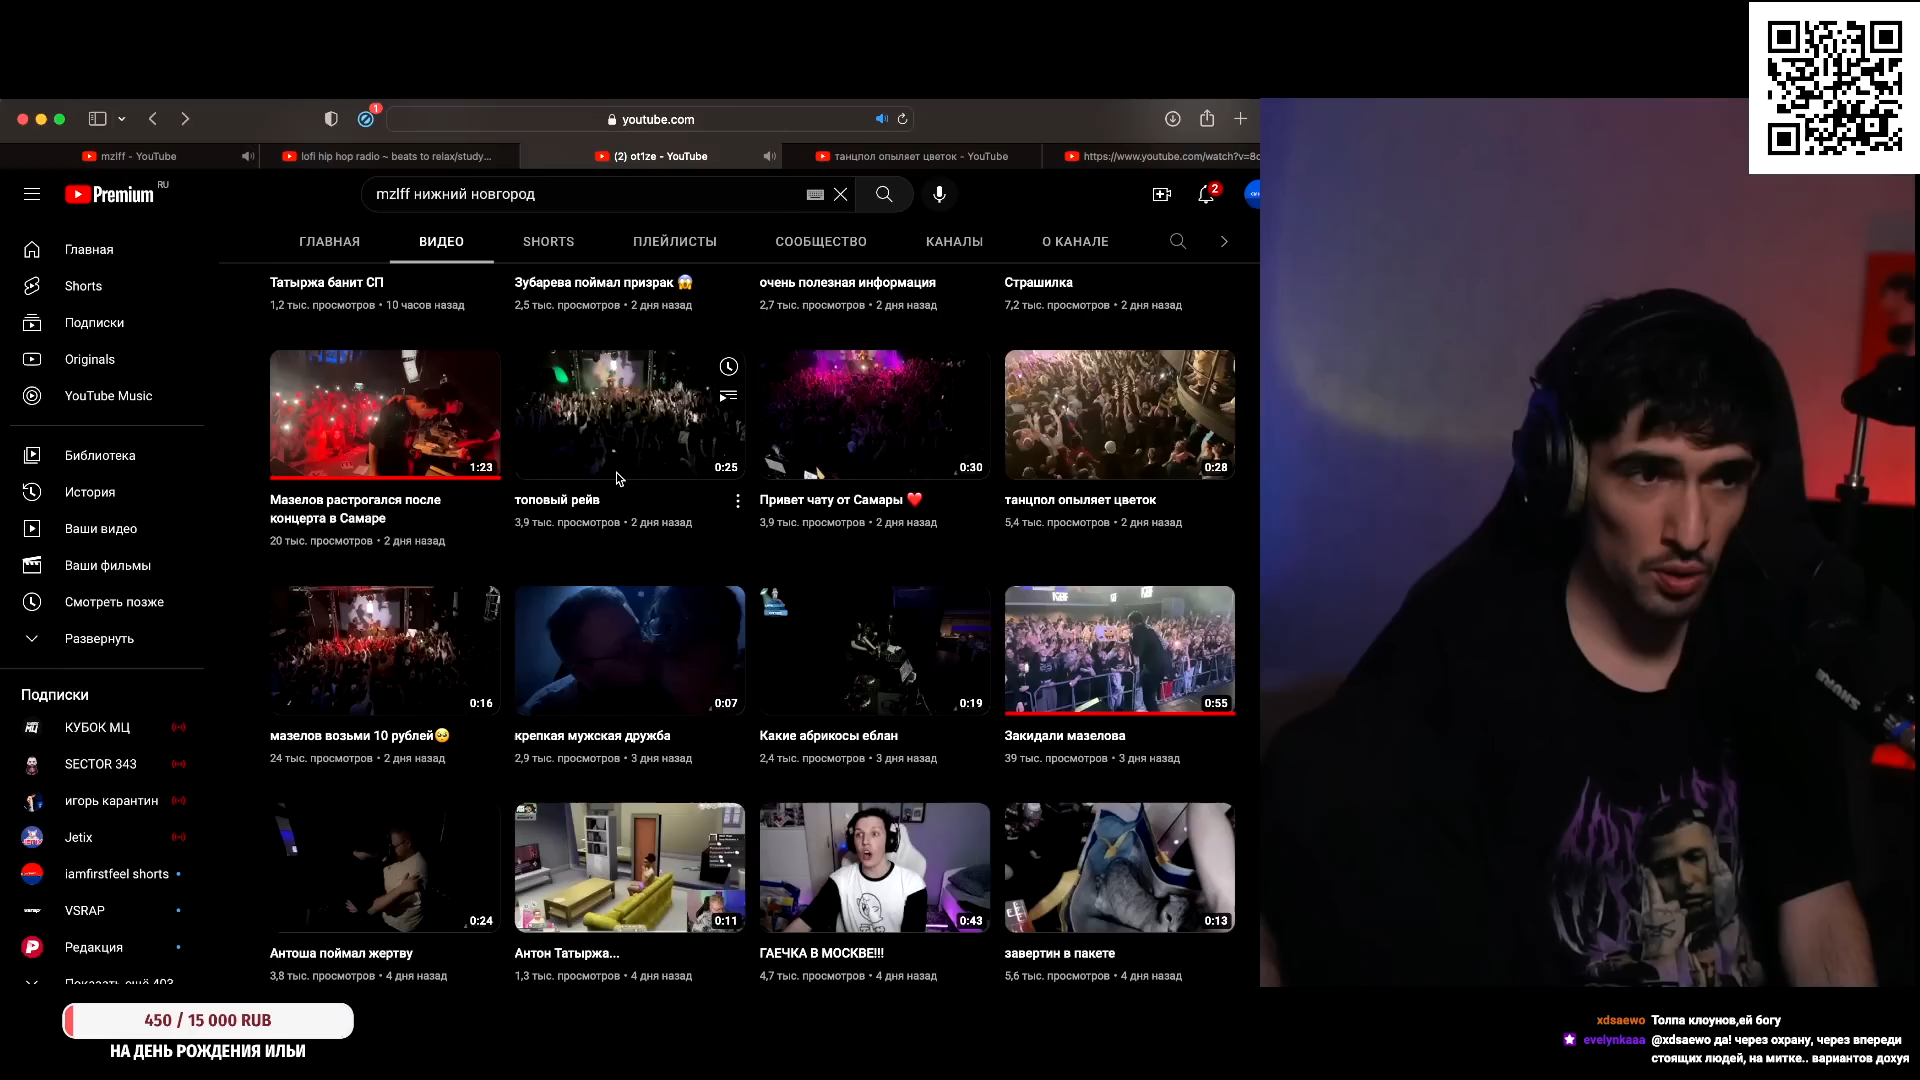 1
youtube.com
mzlff - YouTube
lofi hip hop radio ~ beats to relax/study...
(2) ot1ze - YouTube
танцпол опыляет цветок - YouTube
https://www.youtube.com/watch?v=8c
Premium
RU
mzlff нижний новгород
2
ГЛАВНАЯ
ВИДЕО
SHORTS
ПЛЕЙЛИСТЫ
СООБЩЕСТВО
КАНАЛЫ
О КАНАЛЕ
Главная
Shorts
Подписки
Originals
YouTube Music
Библиотека
История
Ваши видео
Ваши фильмы
Смотреть позже
Развернуть
Подписки
КУБОК МЦ
SECTOR 343
игорь карантин
Jetix
iamfirstfeel shorts
VSRAP
Редакция
Показать ещё 403
Татыржа банит СП
1,2 тыс. просмотров • 10 часов назад
Зубарева поймал призрак 😱
2,5 тыс. просмотров • 2 дня назад
очень полезная информация
2,7 тыс. просмотров • 2 дня назад
Страшилка
7,2 тыс. просмотров • 2 дня назад
1:23
Мазелов растрогался после
концерта в Самаре
20 тыс. просмотров • 2 дня назад
0:25
топовый рейв
3,9 тыс. просмотров • 2 дня назад
0:30
Привет чату от Самары ❤️
3,9 тыс. просмотров • 2 дня назад
0:28
танцпол опыляет цветок
5,4 тыс. просмотров • 2 дня назад
0:16
мазелов возьми 10 рублей🥺
24 тыс. просмотров • 2 дня назад
0:07
крепкая мужская дружба
2,9 тыс. просмотров • 3 дня назад
0:19
Какие абрикосы еблан
2,4 тыс. просмотров • 3 дня назад
0:55
Закидали мазелова
39 тыс. просмотров • 3 дня назад
0:24
Антоша поймал жертву
3,8 тыс. просмотров • 4 дня назад
0:11
Антон Татыржа...
1,3 тыс. просмотров • 4 дня назад
0:43
ГАЕЧКА В МОСКВЕ!!!
4,7 тыс. просмотров • 4 дня назад
0:13
завертин в пакете
5,6 тыс. просмотров • 4 дня назад
SHURE
450 / 15 000 RUB
НА ДЕНЬ РОЖДЕНИЯ ИЛЬИ
xdsaewo Толпа клоунов,ей богу
evelynkaaa @xdsaewo да! через охрану, через впереди
стоящих людей, на митке.. вариантов дохуя